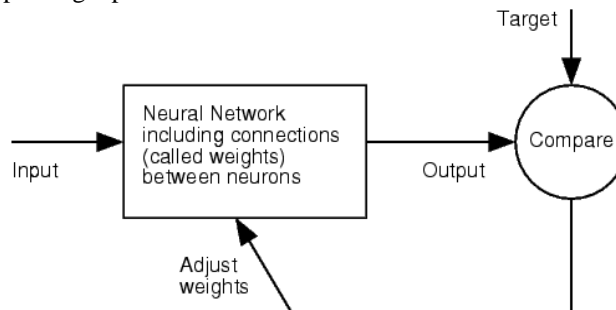 Target
Neural Network
including connections
(called weights)
between neurons
Compare
Input
Output
Adjust
weights